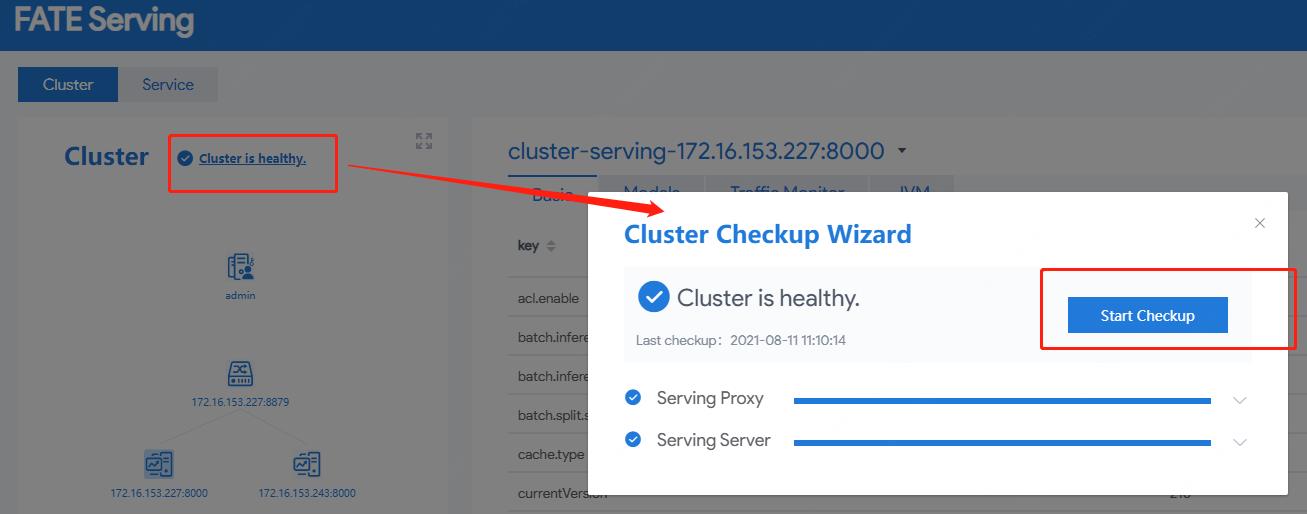 FATE Serving
Cluster
Service
Cluster
Cluster is healthy.
admin
172.16.153.227:8879
172.16.153.227:8000
172.16.153.243:8000
cluster-serving-172.16.153.227:8000
Basic
Models
Traffic Monitor
JVM
key
acl.enable
batch.infere
batch.infere
batch.split.s
cache.type
currentVersion
210
Cluster Checkup Wizard
Cluster is healthy.
Last checkup: 2021-08-11 11:10:14
Start Checkup
Serving Proxy
Serving Server